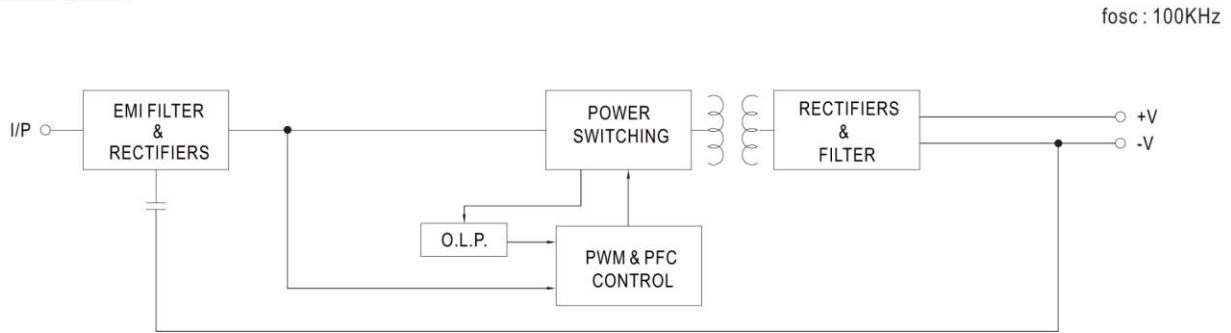 fosc : 100KHz
I/P
EMI FILTER
&
RECTIFIERS
POWER
SWITCHING
RECTIFIERS
&
FILTER
+V
-V
O.L.P.
PWM & PFC
CONTROL